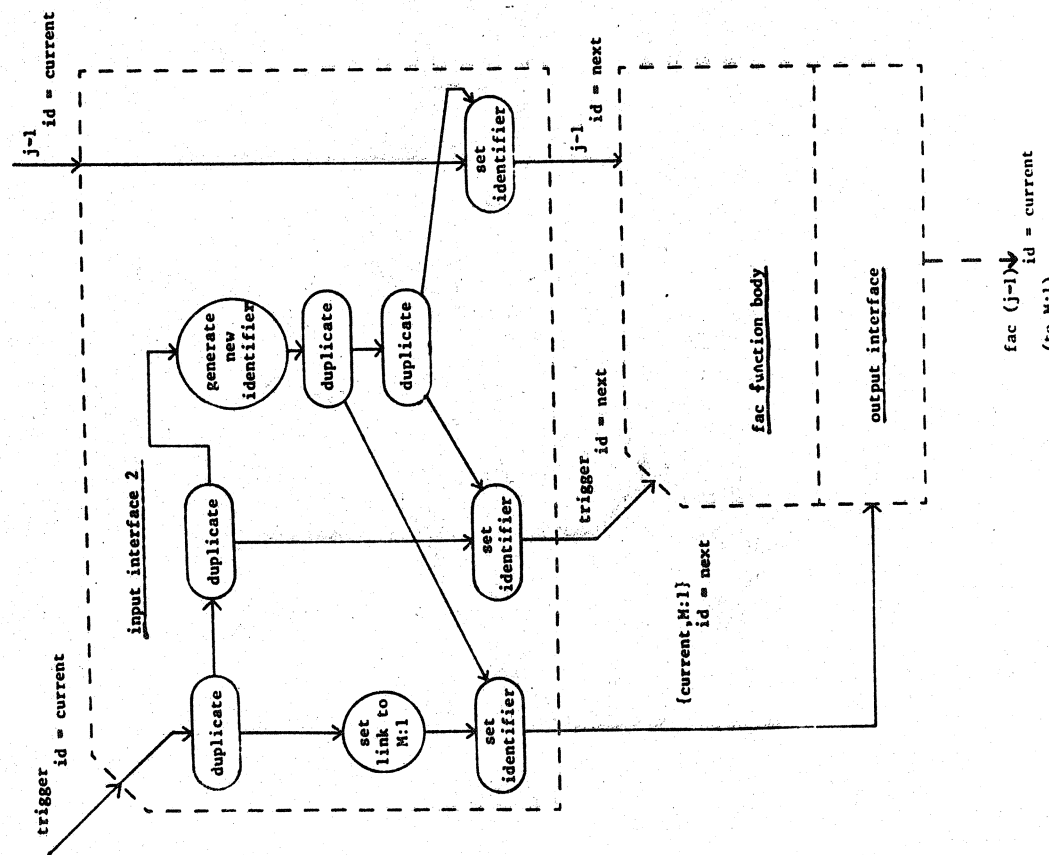 trigger
id = current
j-1
id = current
input interface 2
duplicate
duplicate
generate
new
identifier
duplicate
duplicate
set
link to
M:1
set
identifier
set
identifier
set
identifier
trigger
id = next
j-1
id = next
{current,M:1}
id = next
fac function body
output interface
fac (j-1)
id = current
(to M:1)